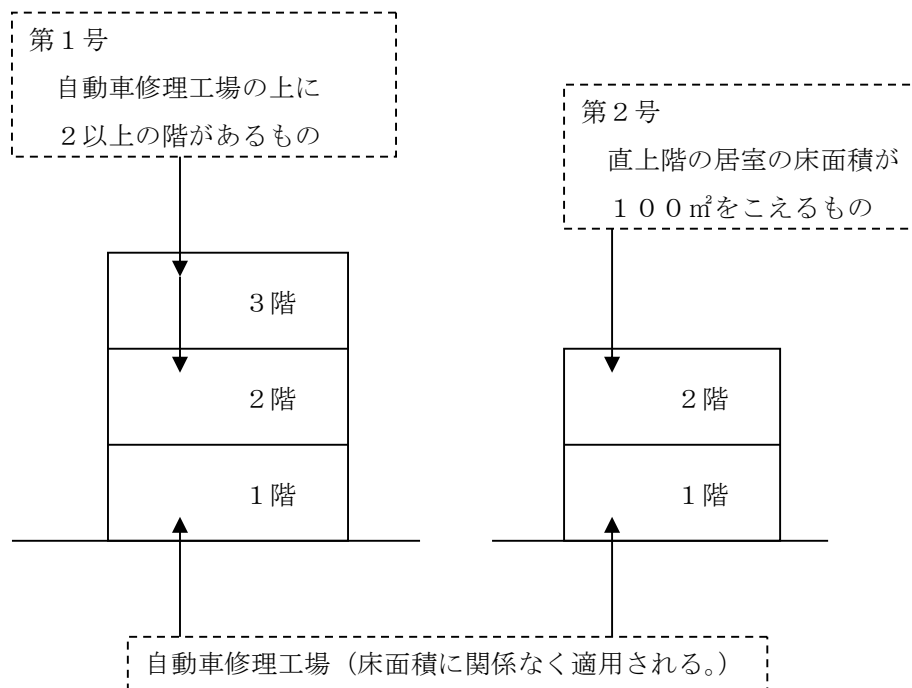 第１号
自動車修理工場の上に
２以上の階があるもの
第２号
直上階の居室の床面積が
１００㎡をこえるもの
３階
２階
１階
２階
１階
自動車修理工場（床面積に関係なく適用される。）